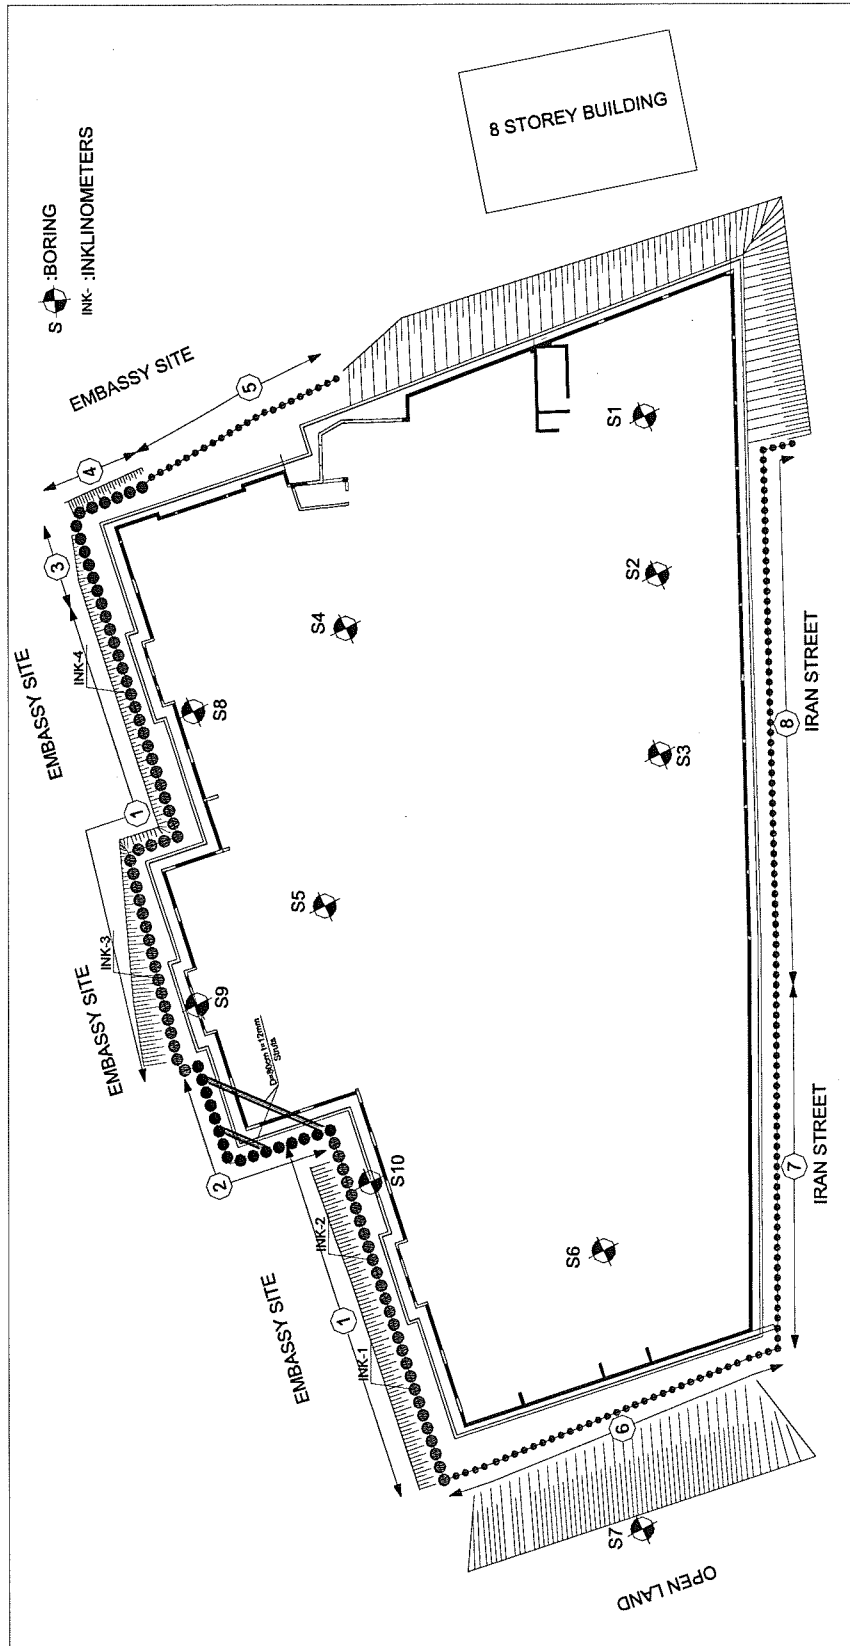 S :BORING
INK- :INKLINOMETERS
8 STOREY BUILDING
EMBASSY SITE
5
4
3
EMBASSY SITE
INK-4
1
INK-3
EMBASSY SITE
D=80cm t=12mm
Struts
2
INK-2
1
EMBASSY SITE
INK-1
S1
S2
S3
S4
S8
S5
S9
S10
S6
S7
8
IRAN STREET
7
IRAN STREET
6
OPEN LAND